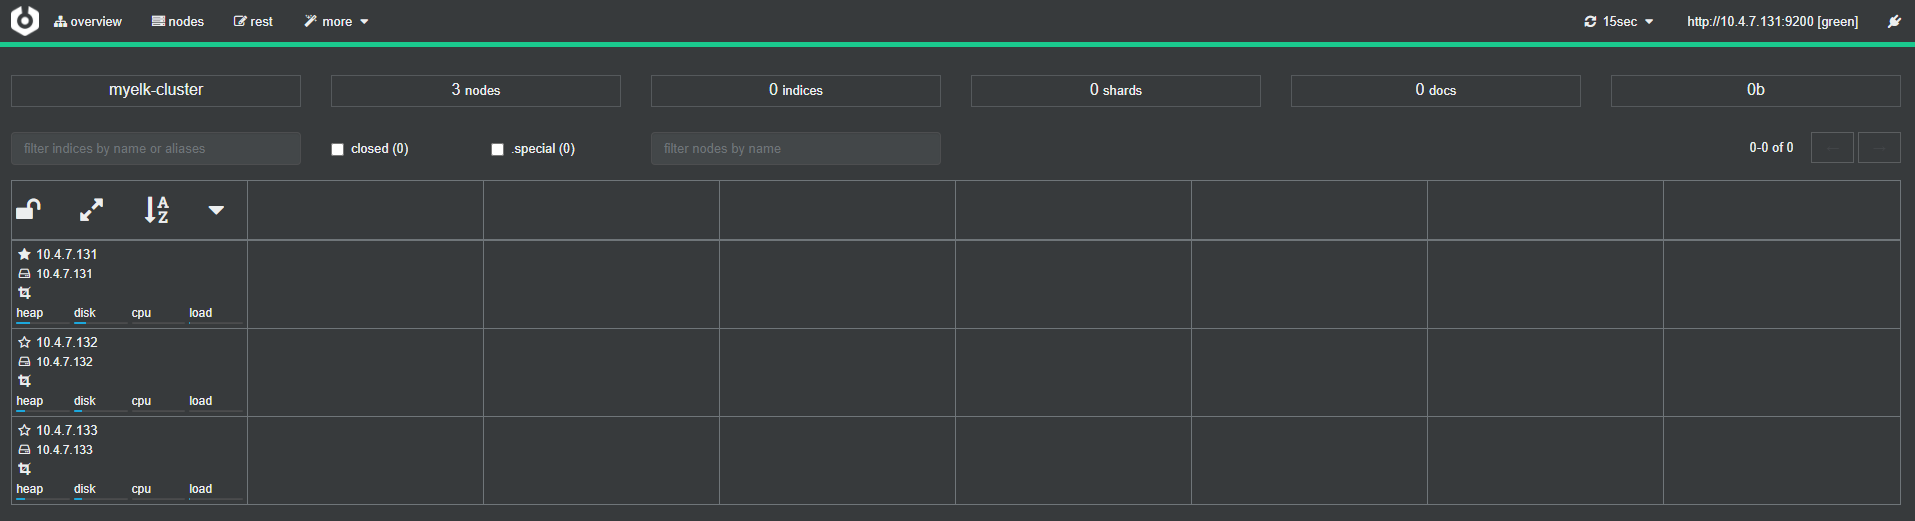 overview nodes rest more 15sec http://10.4.7.131:9200 [green]
myelk-cluster 3 nodes 0 indices 0 shards 0 docs 0b
filter indices by name or aliases closed (0) .special (0) filter nodes by name 0-0 of 0
A
Z
10.4.7.131
10.4.7.131
heap disk cpu load
10.4.7.132
10.4.7.132
heap disk cpu load
10.4.7.133
10.4.7.133
heap disk cpu load